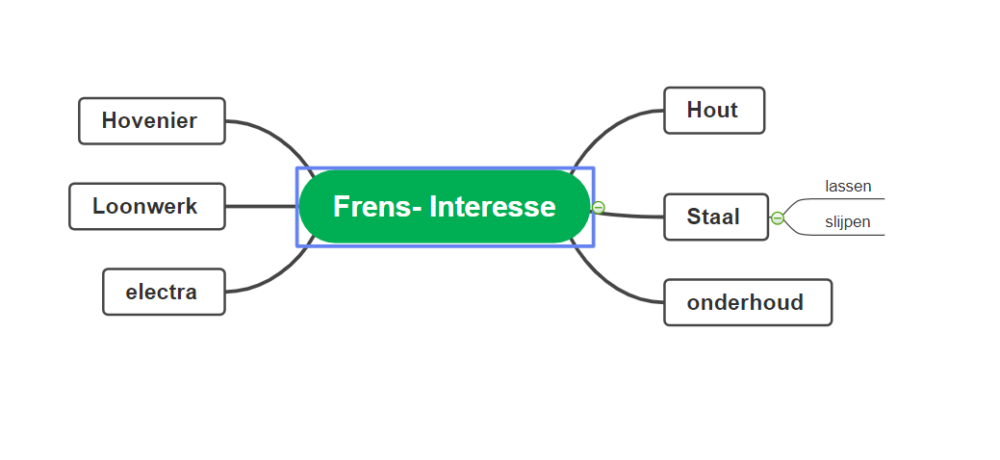 Frens- Interesse
Hout
Staal
lassen
slijpen
onderhoud
Hovenier
Loonwerk
electra